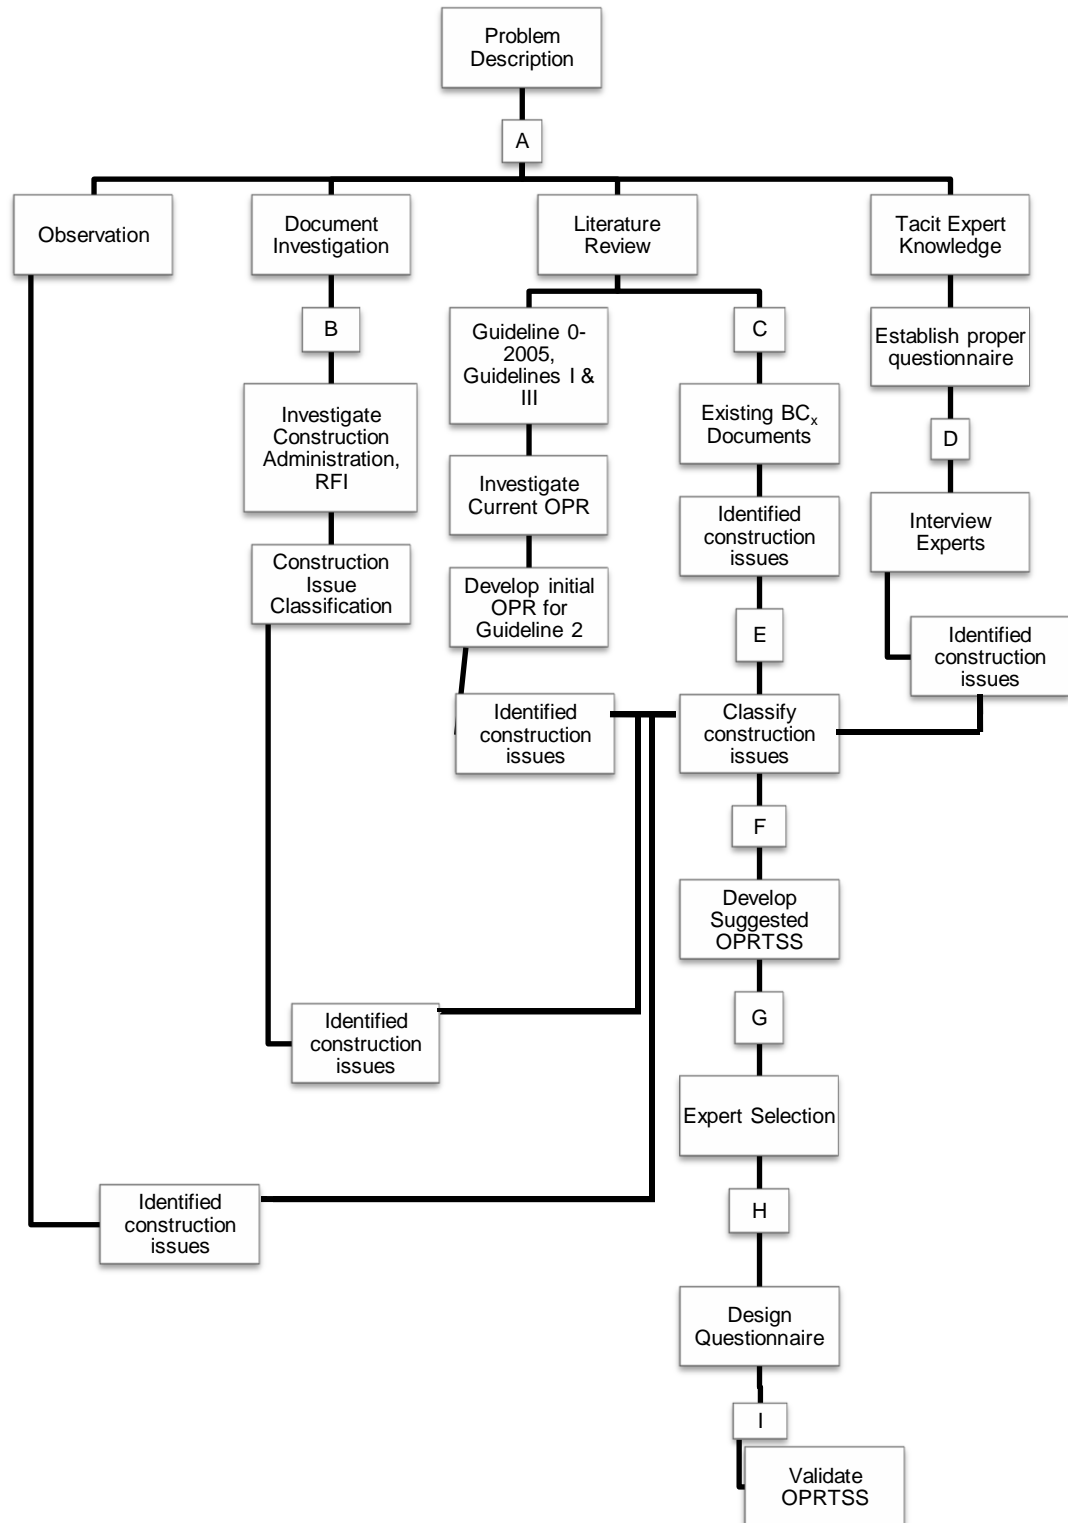 Problem
Description
A
Observation
Document
Investigation
Literature
Review
Tacit Expert
Knowledge
B
Guideline 0-
2005,
Guidelines I &
III
C
Establish proper
questionnaire
Investigate
Construction
Administration,
RFI
Existing BCx
Documents
D
Investigate
Current OPR
Identified
construction
issues
Interview
Experts
Construction
Issue
Classification
Develop initial
OPR for
Guideline 2
E
Identified
construction
issues
Identified
construction
issues
Classify
construction
issues
F
Develop
Suggested
OPRTSS
G
Identified
construction
issues
Expert Selection
Identified
construction
issues
H
Design
Questionnaire
I
Validate
OPRTSS